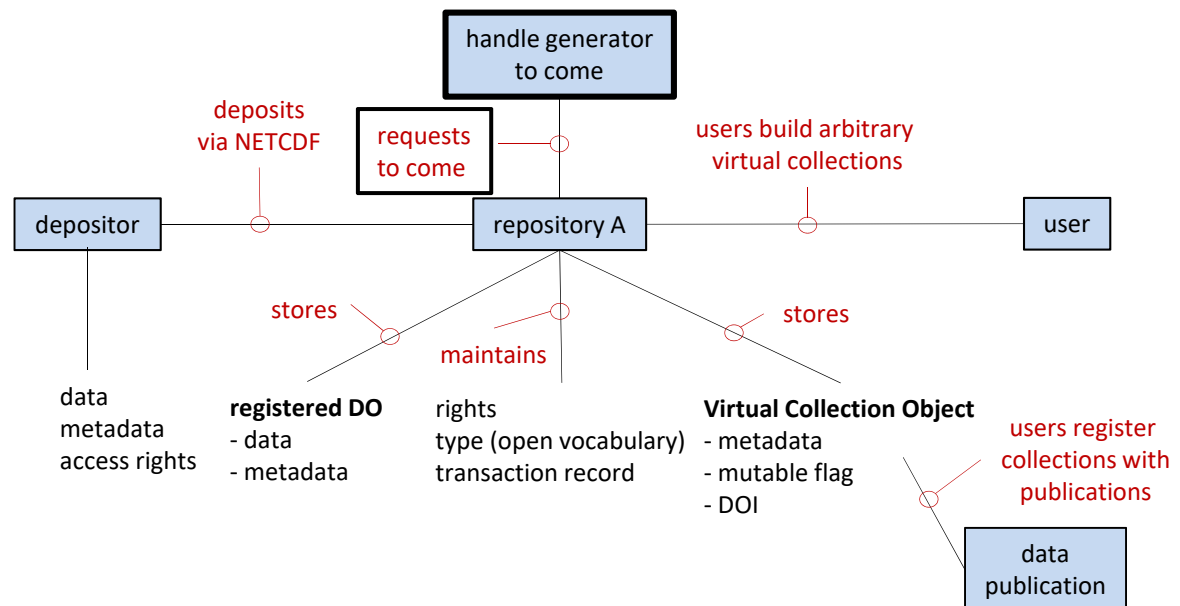 handle generator
to come
deposits
via NETCDF
requests
to come
users build arbitrary
virtual collections
depositor
repository A
user
stores
maintains
stores
data
metadata
access rights
registered DO
- data
- metadata
rights
type (open vocabulary)
transaction record
Virtual Collection Object
- metadata
- mutable flag
- DOI
users register
collections with
publications
data
publication